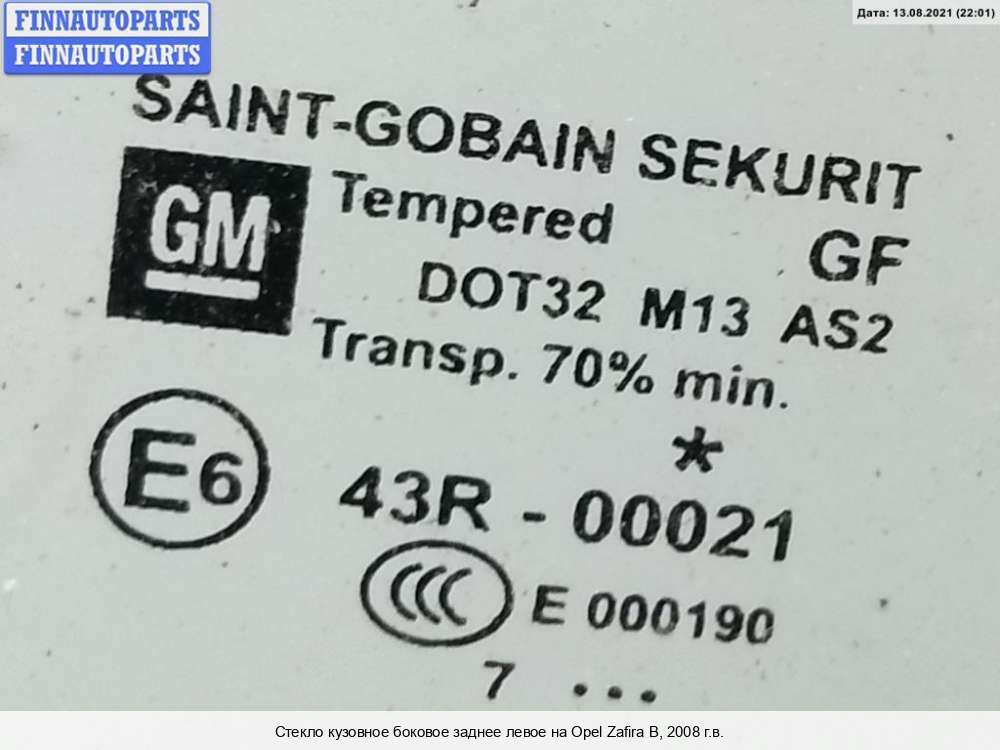 FINNAUTOPARTS
FINNAUTOPARTS
Дата: 13.08.2021 (22:01)
SAINT-GOBAIN SEKURIT
GM
Tempered
GF
DOT32 M13 AS2
Transp. 70% min.
*
E6
43R - 00021
CCC E 000190
7 ...
Стекло кузовное боковое заднее левое на Opel Zafira B, 2008 г.в.